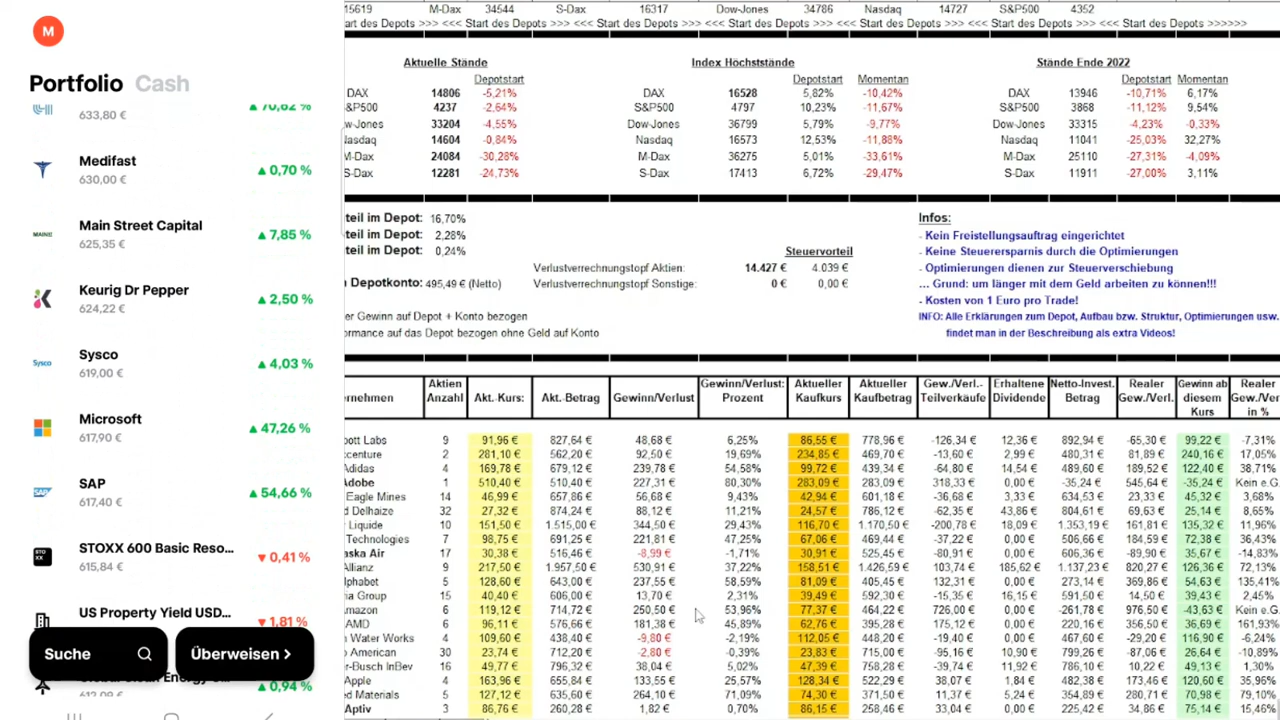 M
Portfolio Cash
633,80 € ▲ 70,62 %
Medifast
630,00 € ▲ 0,70 %
Main Street Capital
625,35 € ▲ 7,85 %
Keurig Dr Pepper
624,22 € ▲ 2,50 %
Sysco
619,00 € ▲ 4,03 %
Microsoft
617,90 € ▲ 47,26 %
SAP
617,40 € ▲ 54,66 %
STOXX 600 Basic Reso...
615,84 € ▼ 0,41 %
US Property Yield USD...
▼ 1,81 %
Suche Überweisen >
▲ 0,94 %
15619 M-Dax 34544 S-Dax 16317 Dow-Jones 34786 Nasdaq 14727 S&P500 4352
art des Depots >>> <<< Start des Depots >>> <<< Start des Depots >>> <<< Start des Depots >>> <<< Start des Depots >>> <<< Start des Depots >>>>>>
Aktuelle Stände Index Höchststände Stände Ende 2022
Depotstart Depotstart Momentan Depotstart Momentan
DAX 14806 -5,21% DAX 16528 5,82% -10,42% DAX 13946 -10,71% 6,17%
&P500 4237 -2,64% S&P500 4797 10,23% -11,67% S&P500 3868 -11,12% 9,54%
ow-Jones 33204 -4,55% Dow-Jones 36799 5,79% -9,77% Dow-Jones 33315 -4,23% -0,33%
Nasdaq 14604 -0,84% Nasdaq 16573 12,53% -11,88% Nasdaq 11041 -25,03% 32,27%
M-Dax 24084 -30,28% M-Dax 36275 5,01% -33,61% M-Dax 25110 -27,31% -4,09%
S-Dax 12281 -24,73% S-Dax 17413 6,72% -29,47% S-Dax 11911 -27,00% 3,11%
teil im Depot: 16,70% Infos:
teil im Depot: 2,28% - Kein Freistellungsauftrag eingerichtet
teil im Depot: 0,24% Steuervorteil - Keine Steuerersparnis durch die Optimierungen
Verlustverrechnungstopf Aktien: 14.427 € 4.039 € - Optimierungen dienen zur Steuerverschiebung
n Depotkonto: 495,49 € (Netto) Verlustverrechnungstopf Sonstige: 0 € 0,00 € ... Grund: um länger mit dem Geld arbeiten zu können!!!
- Kosten von 1 Euro pro Trade!
er Gewinn auf Depot + Konto bezogen INFO: Alle Erklärungen zum Depot, Aufbau bzw. Struktur, Optimierungen usw.
ormance auf das Depot bezogen ohne Geld auf Konto findet man in der Beschreibung als extra Videos!
Aktien Gewinn/Verlust: Aktueller Aktueller Gew./Verl.- Erhaltene Netto-Invest. Realer Gewinn ab Realer
rnehmen Anzahl Akt.-Kurs: Akt.-Betrag Gewinn/Verlust Prozent Kaufkurs Kaufbetrag Teilverkäufe Dividende Betrag Gew./Verl. diesem Gew./Ver
Kurs in %
ott Labs 9 91,96 € 827,64 € 48,68 € 6,25% 86,55 € 778,96 € -126,34 € 12,36 € 892,94 € -65,30 € 99,22 € -7,31%
centure 2 281,10 € 562,20 € 92,50 € 19,69% 234,85 € 469,70 € -13,60 € 2,99 € 480,31 € 81,89 € 240,16 € 17,05%
Adidas 4 169,78 € 679,12 € 239,78 € 54,58% 99,72 € 439,34 € -64,80 € 14,54 € 489,60 € 189,52 € 122,40 € 38,71%
Adobe 1 510,40 € 510,40 € 227,31 € 80,30% 283,09 € 283,09 € 318,33 € 0,00 € -35,24 € 545,64 € -35,24 € Kein e.G.
Eagle Mines 14 46,99 € 657,86 € 56,68 € 9,43% 42,94 € 601,18 € -36,68 € 3,33 € 634,53 € 23,33 € 45,32 € 3,68%
d Delhaize 32 27,32 € 874,24 € 88,12 € 11,21% 24,57 € 786,12 € -62,35 € 43,86 € 804,61 € 69,63 € 25,14 € 8,65%
Liquide 10 151,50 € 1.515,00 € 344,50 € 29,43% 116,70 € 1.170,50 € -200,78 € 18,09 € 1.353,19 € 161,81 € 135,32 € 11,96%
Technologies 7 98,75 € 691,25 € 221,81 € 47,25% 67,06 € 469,44 € -37,22 € 0,00 € 506,66 € 184,59 € 72,38 € 36,43%
aska Air 17 30,38 € 516,46 € -8,99 € -1,71% 30,91 € 525,45 € -80,91 € 0,00 € 606,36 € -89,90 € 35,67 € -14,83%
Allianz 9 217,50 € 1.957,50 € 530,91 € 37,22% 158,51 € 1.426,59 € 103,74 € 185,62 € 1.137,23 € 820,27 € 126,36 € 72,13%
lphabet 5 128,60 € 643,00 € 237,55 € 58,59% 81,09 € 405,45 € 132,31 € 0,00 € 273,14 € 369,86 € 54,63 € 135,41%
ria Group 15 40,40 € 606,00 € 13,70 € 2,31% 39,49 € 592,30 € -15,35 € 16,15 € 591,50 € 14,50 € 39,43 € 2,45%
mazon 6 119,12 € 714,72 € 250,50 € 53,96% 77,37 € 464,22 € 726,00 € 0,00 € -261,78 € 976,50 € -43,63 € Kein e.G.
AMD 6 96,11 € 576,66 € 181,38 € 45,89% 62,76 € 395,28 € 175,12 € 0,00 € 220,16 € 356,50 € 36,69 € 161,93%
n Water Works 4 109,60 € 438,40 € -9,80 € -2,19% 112,05 € 448,20 € -19,40 € 0,00 € 467,60 € -29,20 € 116,90 € -6,24%
American 30 23,74 € 712,20 € -2,80 € -0,39% 23,83 € 715,00 € -95,16 € 10,90 € 799,26 € -87,06 € 26,64 € -10,89%
r-Busch InBev 16 49,77 € 796,32 € 38,04 € 5,02% 47,39 € 758,28 € -39,74 € 11,92 € 786,10 € 10,22 € 49,13 € 1,30%
Apple 4 163,96 € 655,84 € 133,55 € 25,57% 128,34 € 522,29 € 38,07 € 1,84 € 482,38 € 173,46 € 120,60 € 35,96%
ed Materials 5 127,12 € 635,60 € 264,10 € 71,09% 74,30 € 371,50 € 11,37 € 5,24 € 354,89 € 280,71 € 70,98 € 79,10%
Aptiv 3 86,76 € 260,28 € 1,82 € 0,70% 86,15 € 258,46 € 33,04 € 0,00 € 225,42 € 34,86 € 75,14 € 15,46%